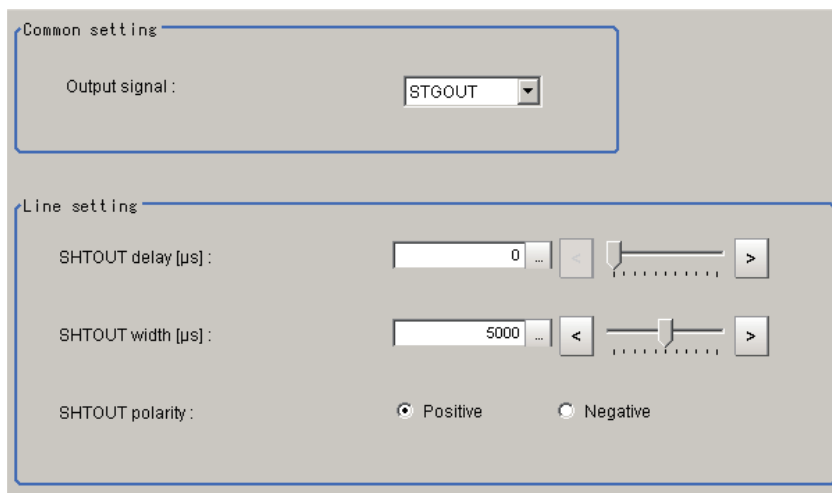 Common setting
Output signal : STGOUT
Line setting
SHTOUT delay [µs] : 0 ... < >
SHTOUT width [µs] : 5000 ... < >
SHTOUT polarity : Positive Negative